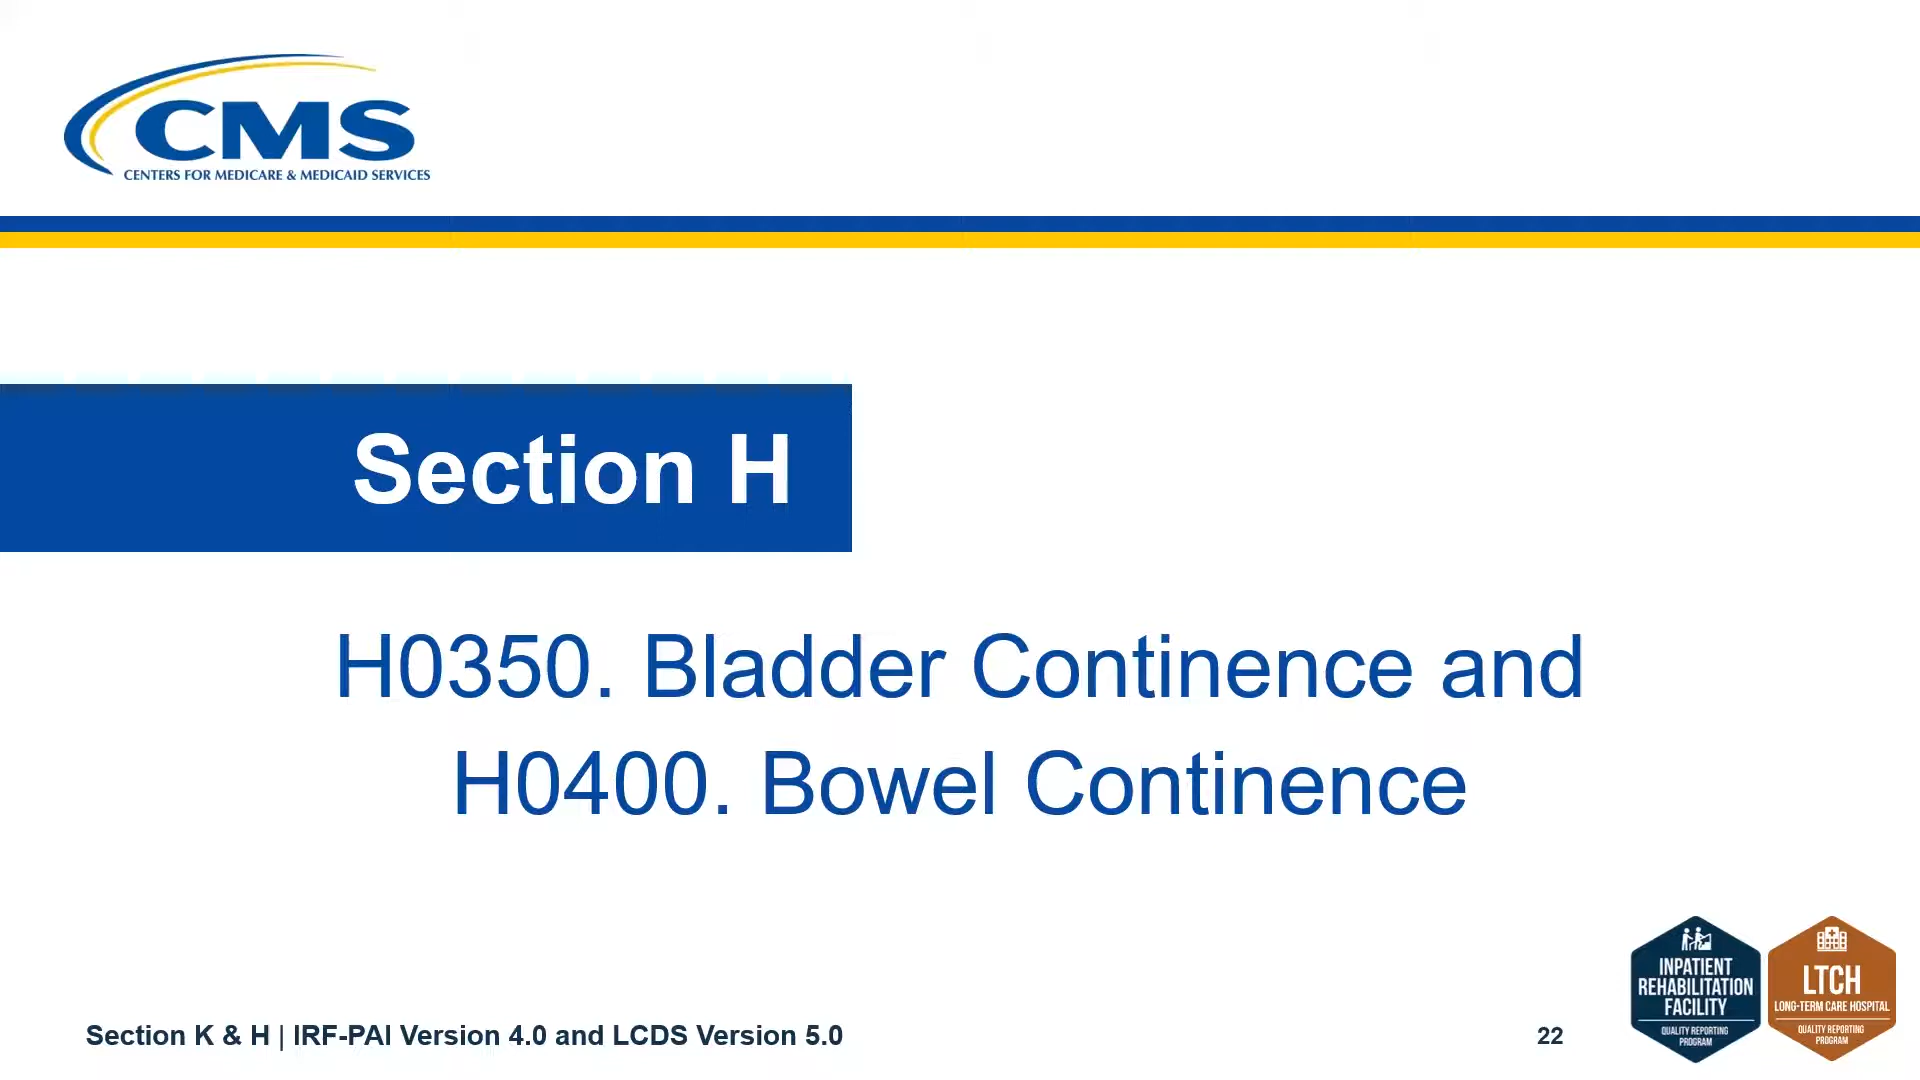 CMS
CENTERS FOR MEDICARE & MEDICAID SERVICES
Section H
H0350. Bladder Continence and
H0400. Bowel Continence
Section K & H | IRF-PAI Version 4.0 and LCDS Version 5.0
22
INPATIENT
REHABILITATION
FACILITY
QUALITY REPORTING
PROGRAM
LTCH
LONG-TERM CARE HOSPITAL
QUALITY REPORTING
PROGRAM